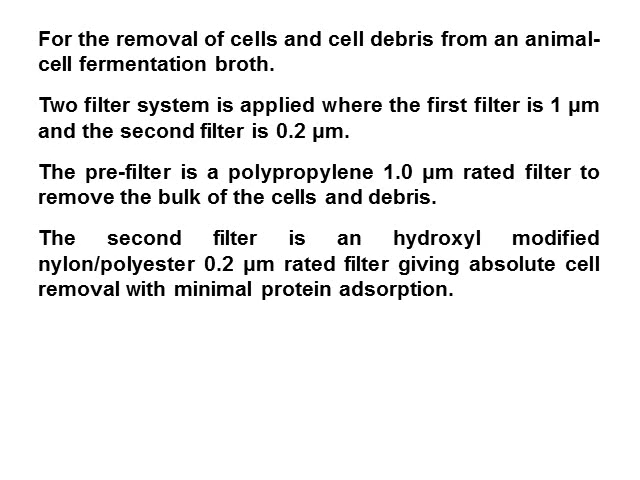 For the removal of cells and cell debris from an animal-
cell fermentation broth.
Two filter system is applied where the first filter is 1 µm
and the second filter is 0.2 µm.
The pre-filter is a polypropylene 1.0 µm rated filter to
remove the bulk of the cells and debris.
The second filter is an hydroxyl modified
nylon/polyester 0.2 µm rated filter giving absolute cell
removal with minimal protein adsorption.